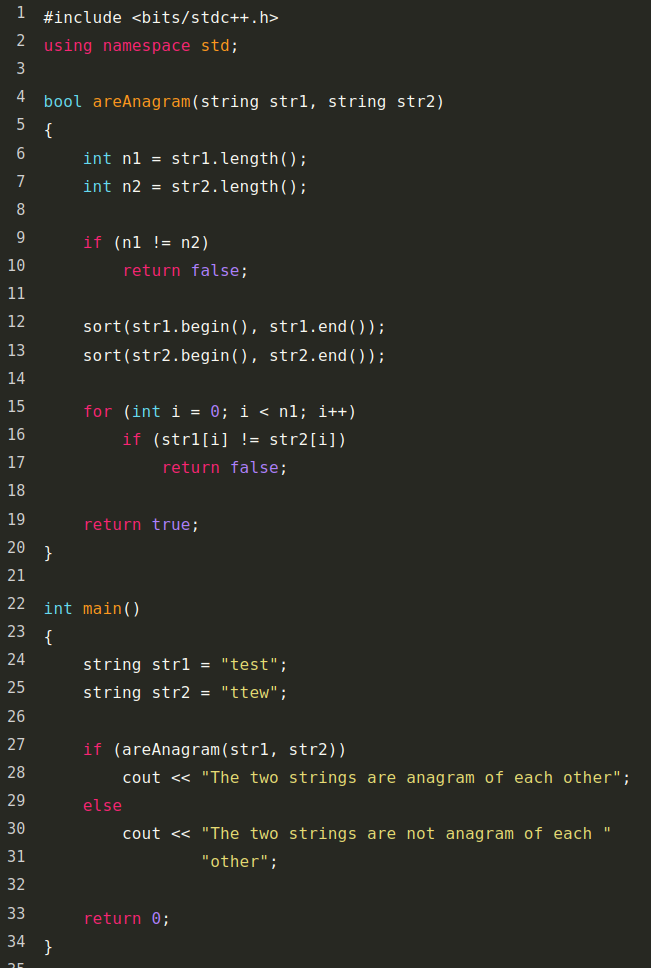 1 #include <bits/stdc++.h>
2 using namespace std;
3
4 bool areAnagram(string str1, string str2)
5 {
6     int n1 = str1.length();
7     int n2 = str2.length();
8
9     if (n1 != n2)
10         return false;
11
12     sort(str1.begin(), str1.end());
13     sort(str2.begin(), str2.end());
14
15     for (int i = 0; i < n1; i++)
16         if (str1[i] != str2[i])
17             return false;
18
19     return true;
20 }
21
22 int main()
23 {
24     string str1 = "test";
25     string str2 = "ttew";
26
27     if (areAnagram(str1, str2))
28         cout << "The two strings are anagram of each other";
29     else
30         cout << "The two strings are not anagram of each "
31                 "other";
32
33     return 0;
34 }
35